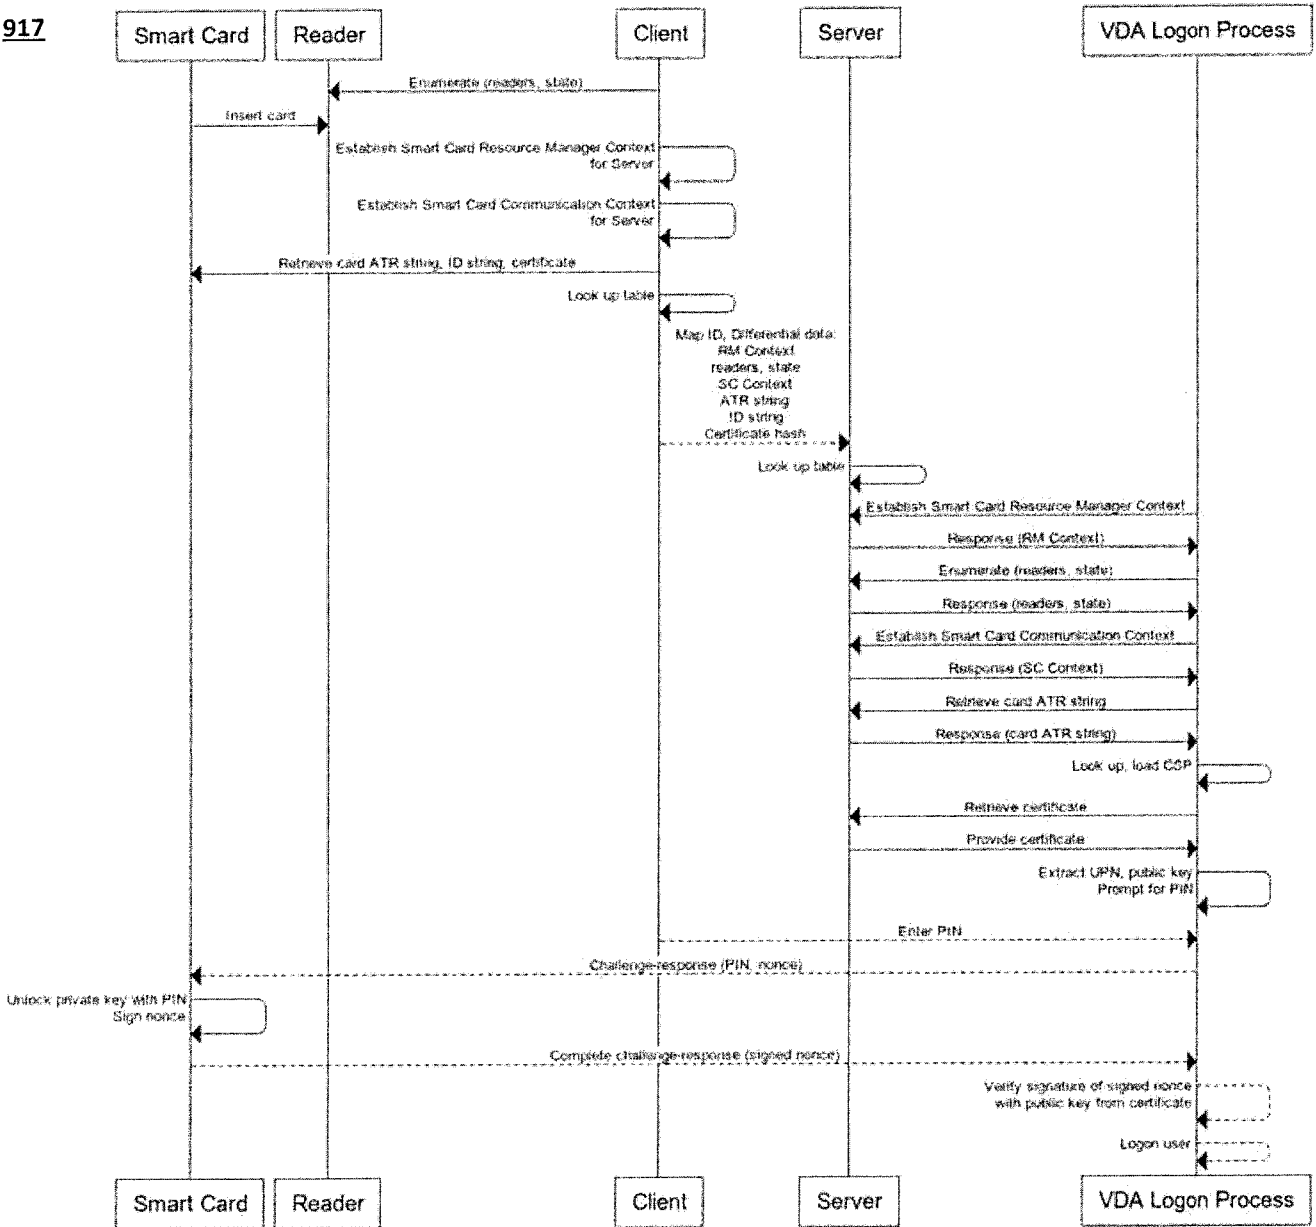 917
Smart Card
Reader
Client
Server
VDA Logon Process
Enumerate (readers, state)
Insert card
Establish Smart Card Resource Manager Context
for Server
Establish Smart Card Communication Context
for Server
Retrieve card ATR string, ID string, certificate
Look up table
Map ID, Differential data:
RM Context
readers, state
SC Context
ATR string
ID string
Certificate hash
Look up table
Establish Smart Card Resource Manager Context
Response (RM Context)
Enumerate (readers, state)
Response (readers, state)
Establish Smart Card Communication Context
Response (SC Context)
Retrieve card ATR string
Response (card ATR string)
Look up, load CSP
Retrieve certificate
Provide certificate
Extract UPN, public key
Prompt for PIN
Enter PIN
Challenge-response (PIN, nonce)
Unlock private key with PIN
Sign nonce
Complete challenge-response (signed nonce)
Verify signature of signed nonce
with public key from certificate
Logon user
Smart Card
Reader
Client
Server
VDA Logon Process